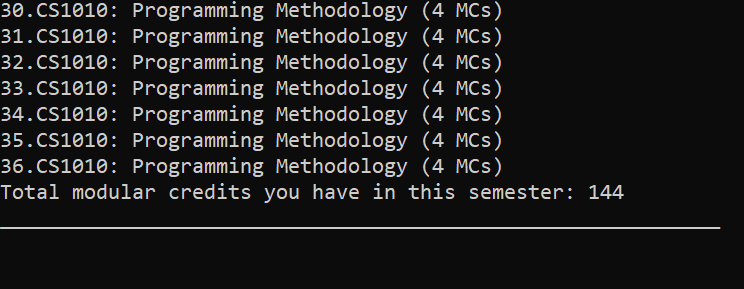 30.CS1010: Programming Methodology (4 MCs)
31.CS1010: Programming Methodology (4 MCs)
32.CS1010: Programming Methodology (4 MCs)
33.CS1010: Programming Methodology (4 MCs)
34.CS1010: Programming Methodology (4 MCs)
35.CS1010: Programming Methodology (4 MCs)
36.CS1010: Programming Methodology (4 MCs)
Total modular credits you have in this semester: 144
____________________________________________________________